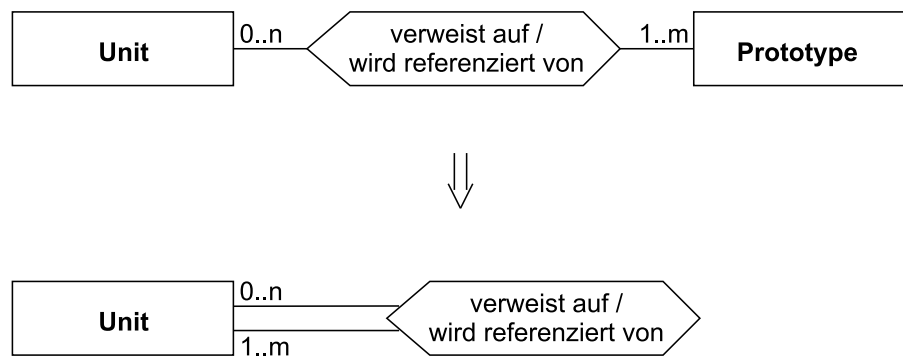 Unit
0..n
verweist auf /
wird referenziert von
1..m
Prototype
Unit
0..n
1..m
verweist auf /
wird referenziert von